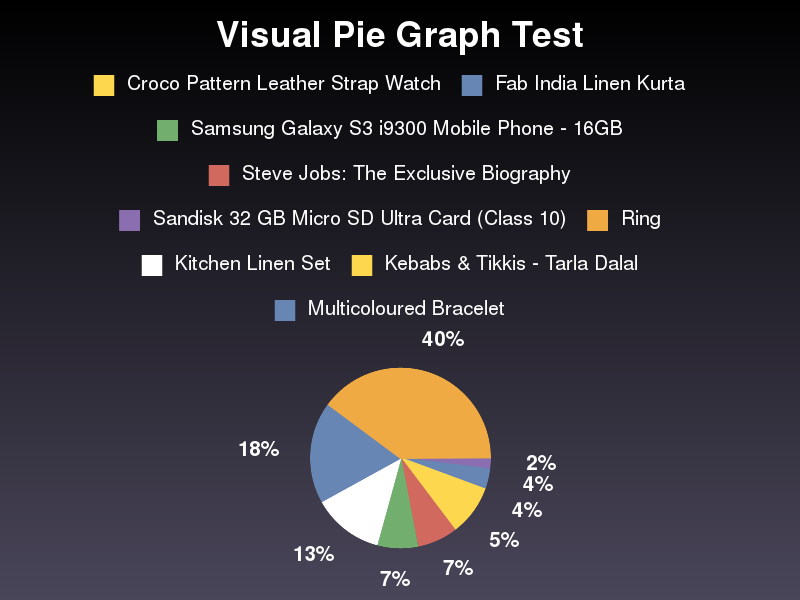 Visual Pie Graph Test
Croco Pattern Leather Strap Watch Fab India Linen Kurta
Samsung Galaxy S3 i9300 Mobile Phone - 16GB
Steve Jobs: The Exclusive Biography
Sandisk 32 GB Micro SD Ultra Card (Class 10) Ring
Kitchen Linen Set Kebabs & Tikkis - Tarla Dalal
Multicoloured Bracelet
40%
18%
2%
4%
4%
5%
13%
7%
7%